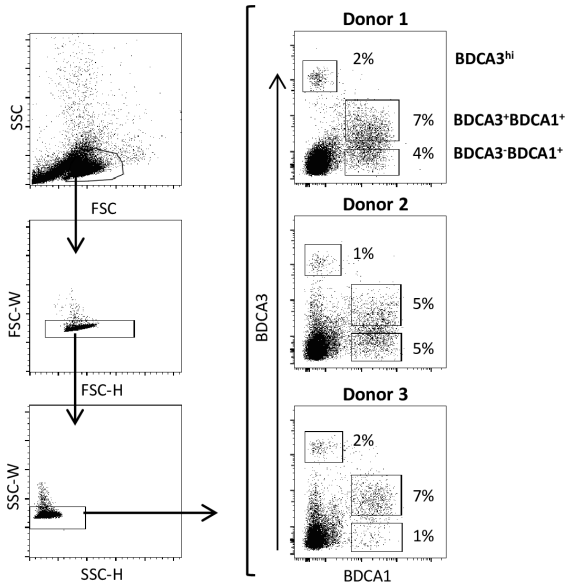 SSC
FSC
FSC-W
FSC-H
SSC-W
SSC-H
BDCA3
Donor 1
2%
BDCA3hi
7%
BDCA3+BDCA1+
4%
BDCA3-BDCA1+
Donor 2
1%
5%
5%
Donor 3
2%
7%
1%
BDCA1